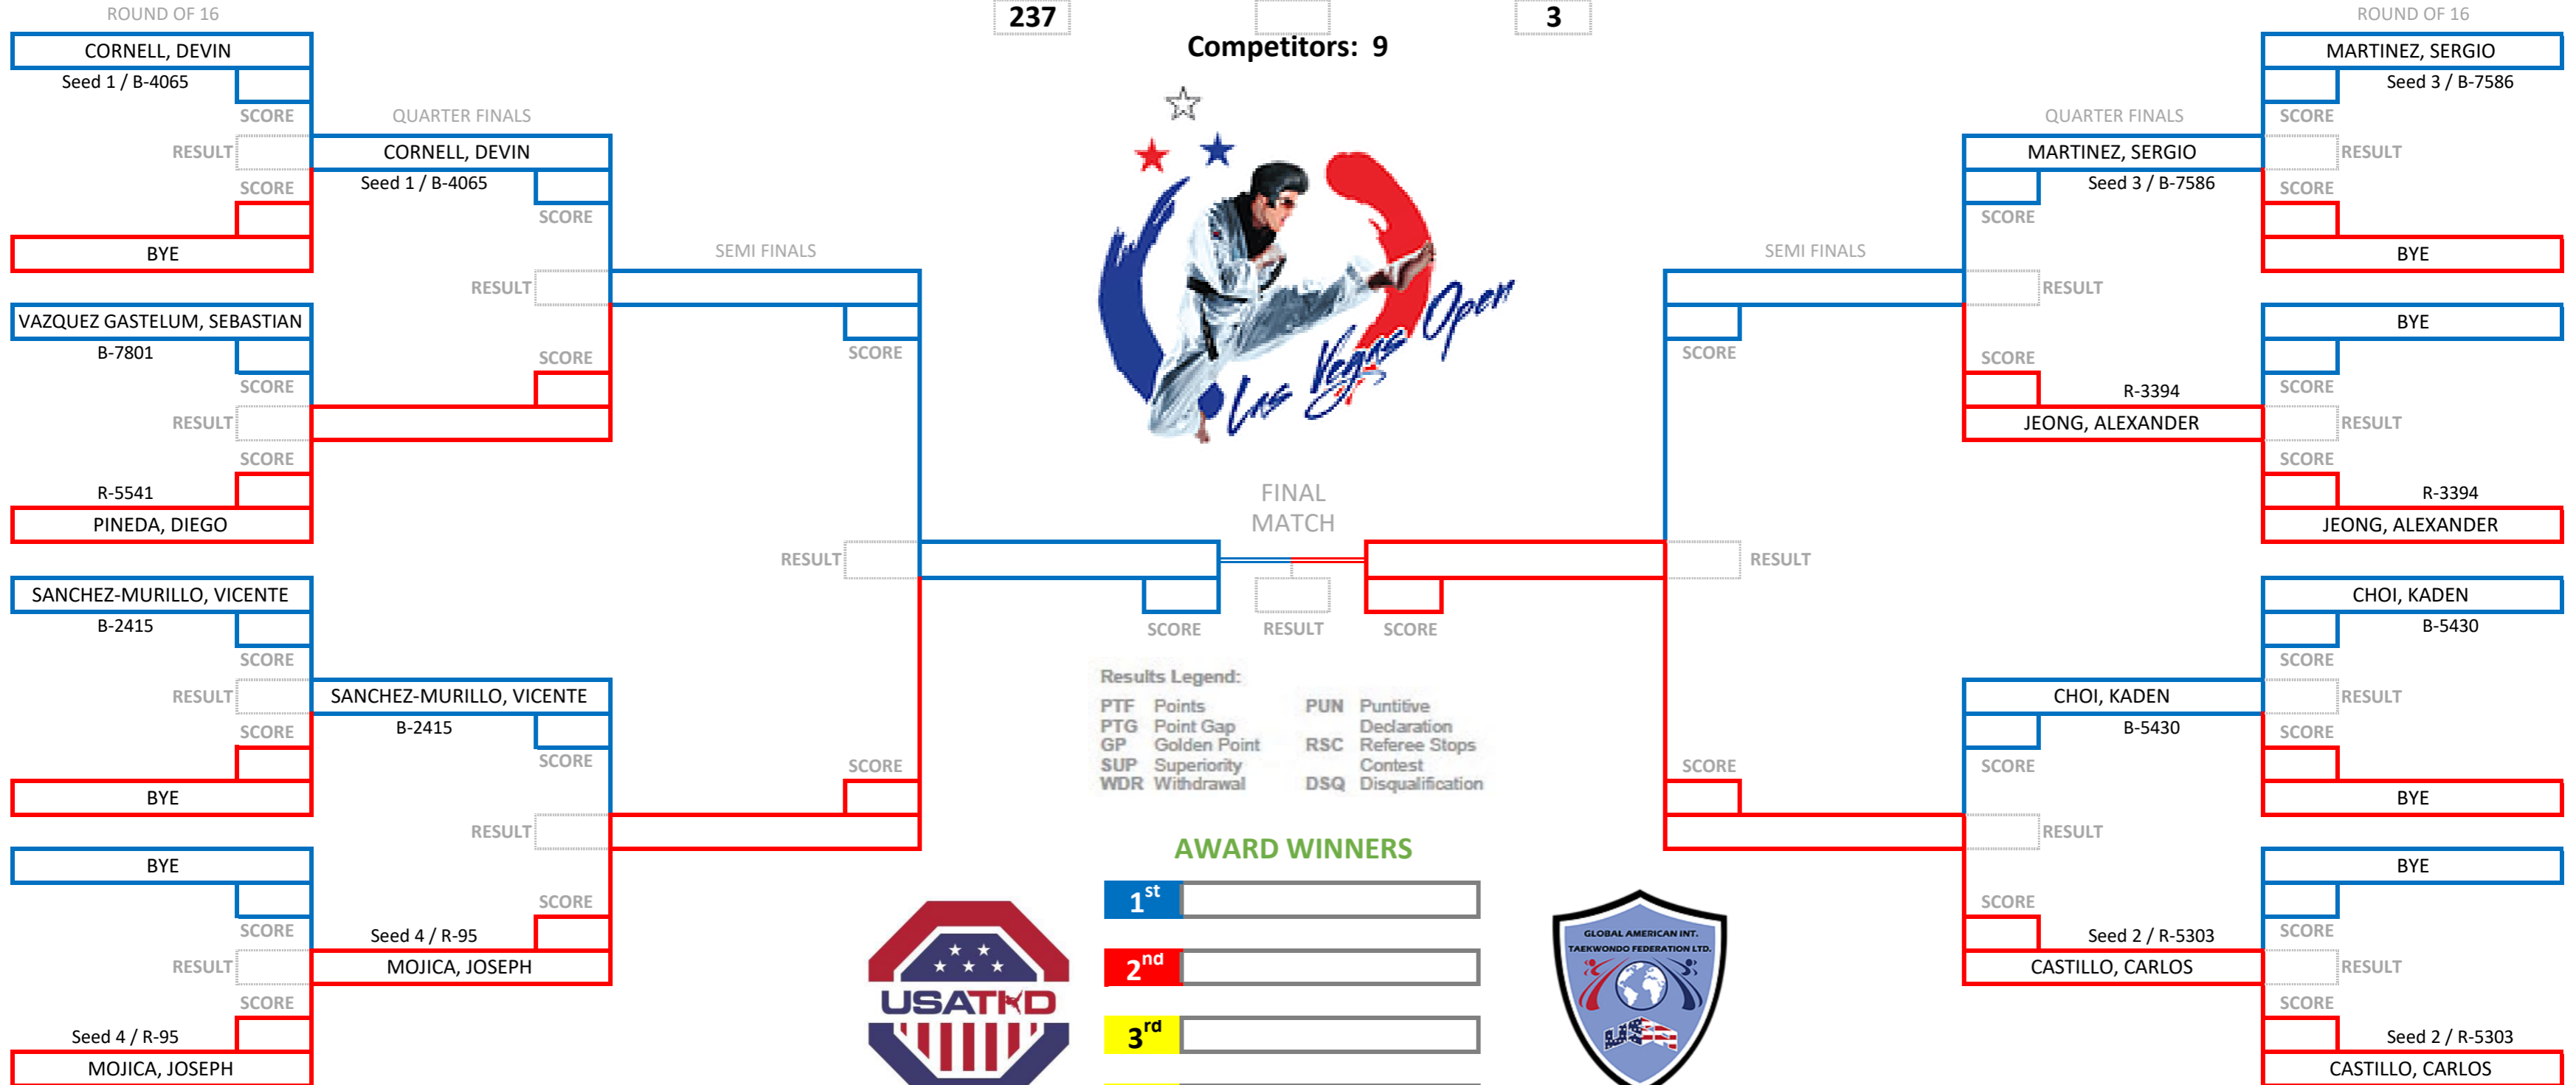 ROUND OF 16
237
3
ROUND OF 16
Competitors: 9
CORNELL, DEVIN
Seed 1 / B-4065
SCORE
RESULT
SCORE
BYE
VAZQUEZ GASTELUM, SEBASTIAN
B-7801
SCORE
RESULT
SCORE
R-5541
PINEDA, DIEGO
SANCHEZ-MURILLO, VICENTE
B-2415
SCORE
RESULT
SCORE
BYE
BYE
SCORE
RESULT
SCORE
Seed 4 / R-95
MOJICA, JOSEPH
QUARTER FINALS
CORNELL, DEVIN
Seed 1 / B-4065
SCORE
RESULT
SCORE
SANCHEZ-MURILLO, VICENTE
B-2415
SCORE
RESULT
SCORE
Seed 4 / R-95
MOJICA, JOSEPH
SEMI FINALS
SCORE
RESULT
SCORE
Las Vegas Open
FINAL
MATCH
SCORE
RESULT
SCORE
Results Legend:
PTF Points
PTG Point Gap
GP Golden Point
SUP Superiority
WDR Withdrawal
PUN Puntitive
Declaration
RSC Referee Stops
Contest
DSQ Disqualification
AWARD WINNERS
1st
2nd
3rd
USATKD
GLOBAL AMERICAN INT.
TAEKWONDO FEDERATION LTD.
USA
SEMI FINALS
SCORE
RESULT
SCORE
QUARTER FINALS
MARTINEZ, SERGIO
Seed 3 / B-7586
SCORE
RESULT
SCORE
R-3394
JEONG, ALEXANDER
CHOI, KADEN
B-5430
SCORE
RESULT
SCORE
Seed 2 / R-5303
CASTILLO, CARLOS
MARTINEZ, SERGIO
Seed 3 / B-7586
SCORE
RESULT
SCORE
BYE
BYE
SCORE
RESULT
SCORE
R-3394
JEONG, ALEXANDER
CHOI, KADEN
B-5430
SCORE
RESULT
SCORE
BYE
BYE
SCORE
RESULT
SCORE
Seed 2 / R-5303
CASTILLO, CARLOS